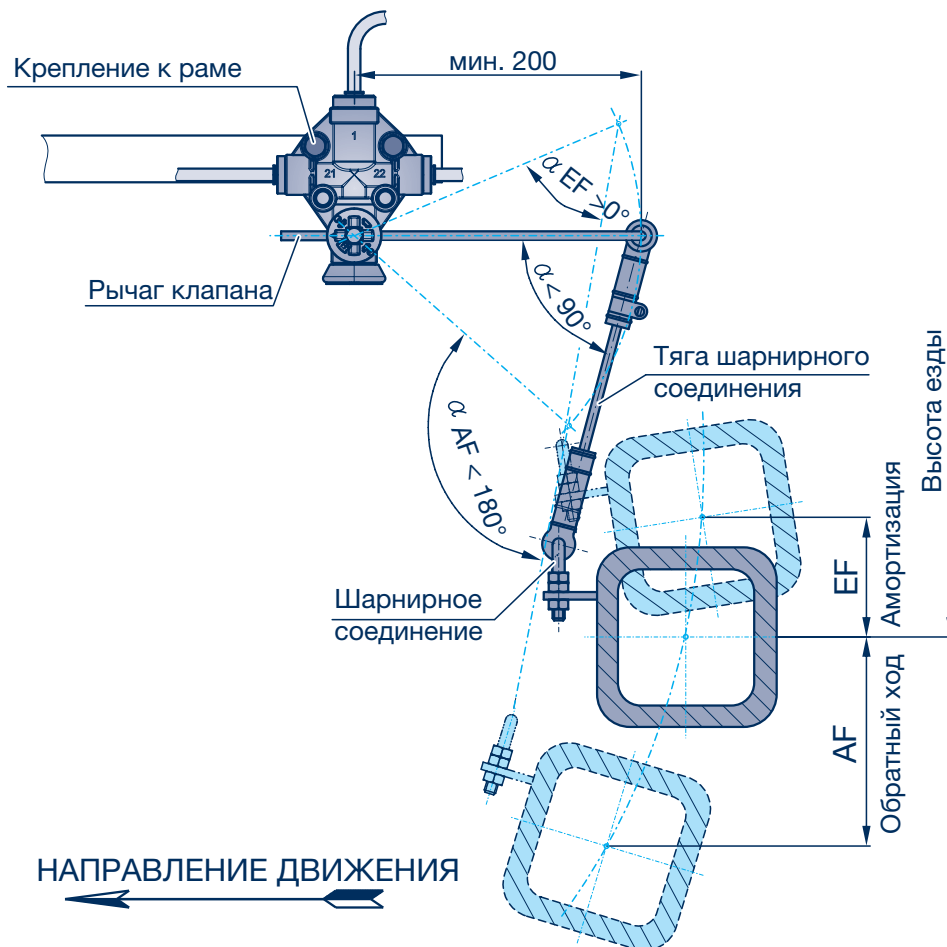 Крепление к раме
мин. 200
1
21
22
α EF >0°
Рычаг клапана
α < 90°
Тяга шарнирного
соединения
α AF < 180°
Высота езды
Амортизация
EF
Шарнирное
соединение
Обратный ход
AF
НАПРАВЛЕНИЕ ДВИЖЕНИЯ